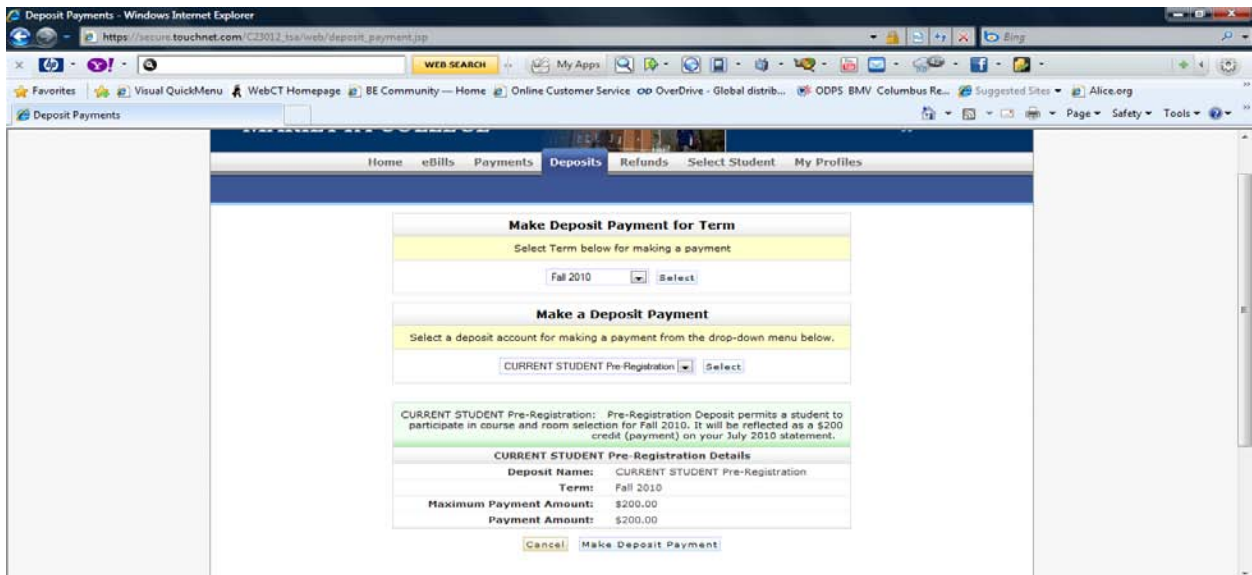 Deposit Payments - Windows Internet Explorer
https://secure.touchnet.com/C23012_tsa/web/deposit_payment.jsp
Bing
WEB SEARCH
My Apps
Favorites Visual QuickMenu WebCT Homepage BE Community — Home Online Customer Service OverDrive - Global distrib... ODPS BMV Columbus Re... Suggested Sites Alice.org
Deposit Payments
Page Safety Tools
MARIETTA COLLEGE
Home eBills Payments Deposits Refunds Select Student My Profiles
Make Deposit Payment for Term
Select Term below for making a payment
Fall 2010 Select
Make a Deposit Payment
Select a deposit account for making a payment from the drop-down menu below.
CURRENT STUDENT Pre-Registration Select
CURRENT STUDENT Pre-Registration: Pre-Registration Deposit permits a student to
participate in course and room selection for Fall 2010. It will be reflected as a $200
credit (payment) on your July 2010 statement.
CURRENT STUDENT Pre-Registration Details
Deposit Name: CURRENT STUDENT Pre-Registration
Term: Fall 2010
Maximum Payment Amount: $200.00
Payment Amount: $200.00
Cancel Make Deposit Payment